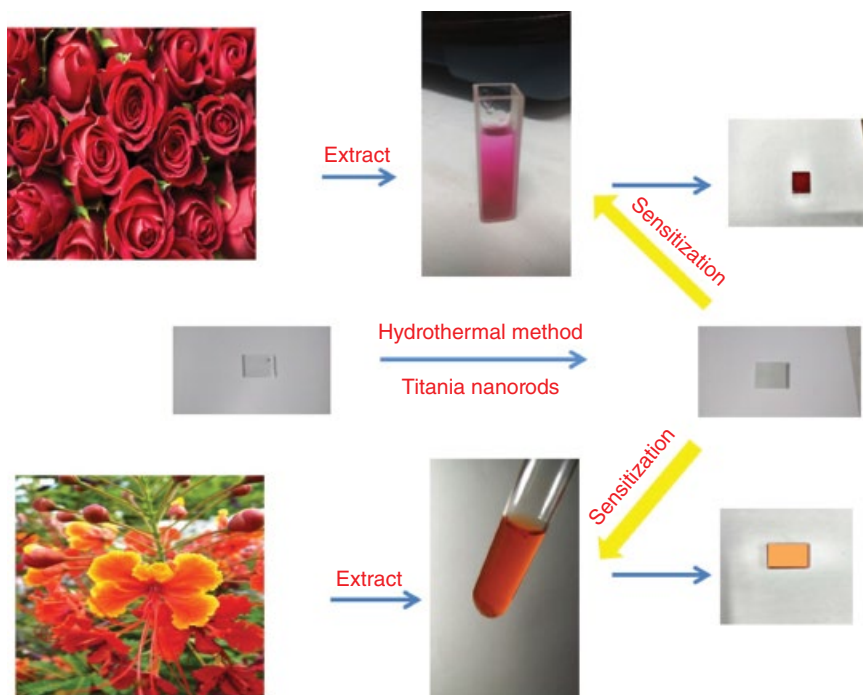 Extract
Sensitization
Hydrothermal method
Titania nanorods
Sensitization
Extract